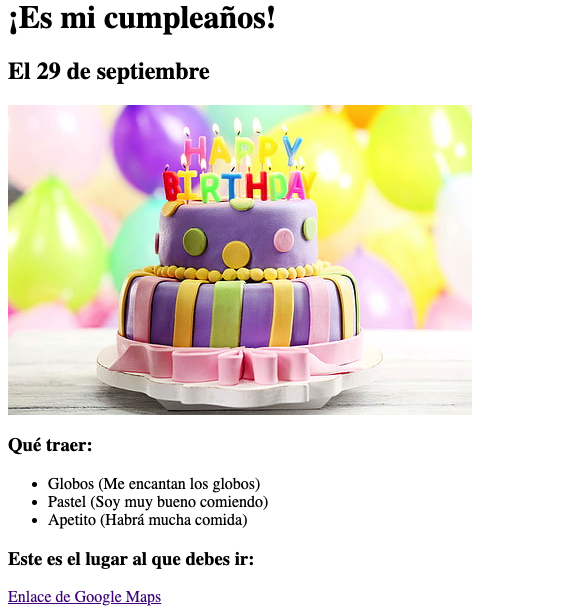 ¡Es mi cumpleaños!
El 29 de septiembre
HAPPY
BIRTHDAY
Qué traer:
Globos (Me encantan los globos)
Pastel (Soy muy bueno comiendo)
Apetito (Habrá mucha comida)
Este es el lugar al que debes ir:
Enlace de Google Maps